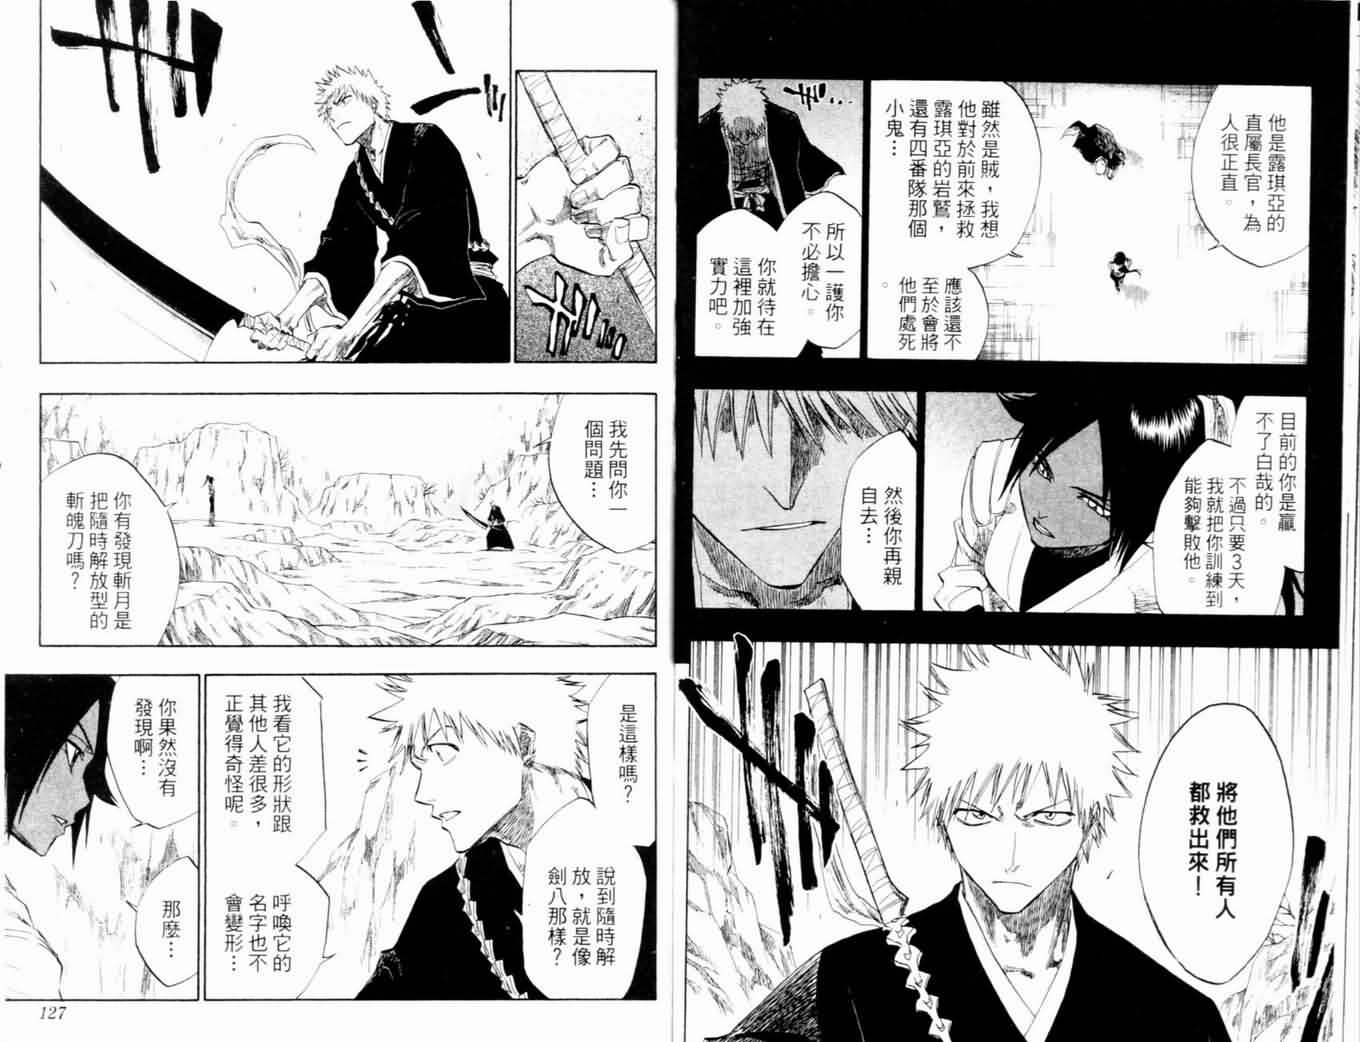 他是露琪亞的
直屬長官，為
人很正直。
雖然是賊，我想
他對於前來拯救
露琪亞的岩鷲，
還有四番隊那個
小鬼…
應該還不
至於會將
他們處死
。
所以一護你
不必擔心。
你就待在
這裡加強
實力吧。
目前的你是贏
不了白哉的。
不過只要3天，
我就把你訓練到
能夠擊敗他。
然後你再親
自去…
將他們所有人
都救出來！
我先問你一
個問題…
你有發現斬月是
把隨時解放型的
斬魄刀嗎？
是這樣嗎？
說到隨時解
放，就是像
劍八那樣？
我看它的形狀跟
其他人差很多，
正覺得奇怪呢。
呼喚它的
名字也不
會變形…
你果然沒有
發現啊…
那麼…
127